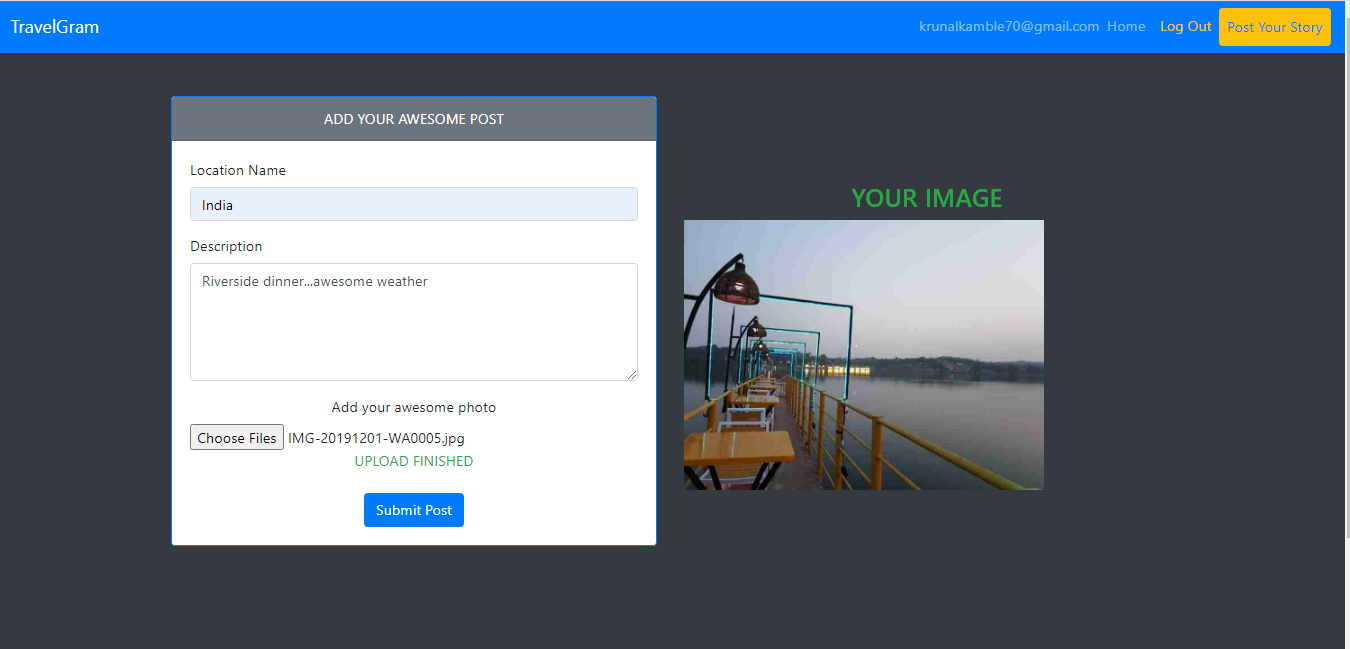 TravelGram krunalkamble70@gmail.com Home Log Out Post Your Story
ADD YOUR AWESOME POST
Location Name
India
Description
Riverside dinner...awesome weather
Add your awesome photo
Choose Files IMG-20191201-WA0005.jpg
UPLOAD FINISHED
Submit Post
YOUR IMAGE